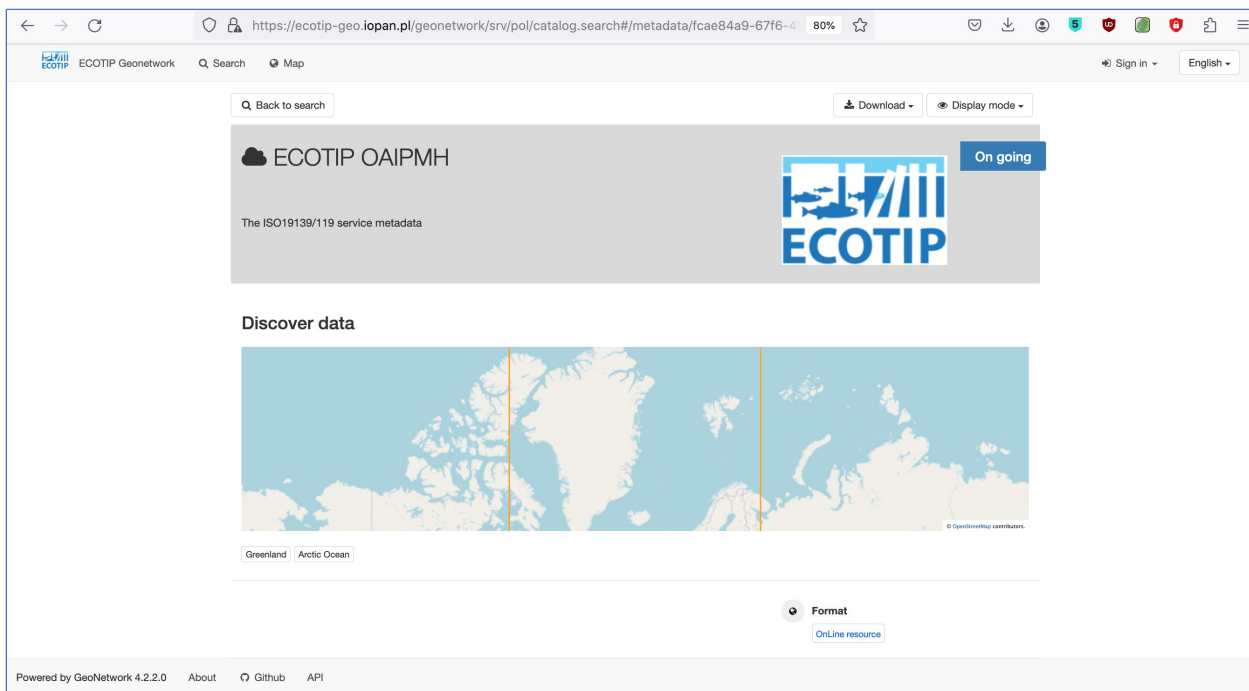 https://ecotip-geo.iopan.pl/geonetwork/srv/pol/catalog.search#/metadata/fcae84a9-67f6-4
80%
5
UD
ECOTIP
ECOTIP Geonetwork
Search
Map
Sign in
English
Back to search
Download
Display mode
ECOTIP OAIPMH
On going
The ISO19139/119 service metadata
ECOTIP
Discover data
© OpenStreetMap contributors.
Greenland
Arctic Ocean
Format
OnLine resource
Powered by GeoNetwork 4.2.2.0
About
Github
API